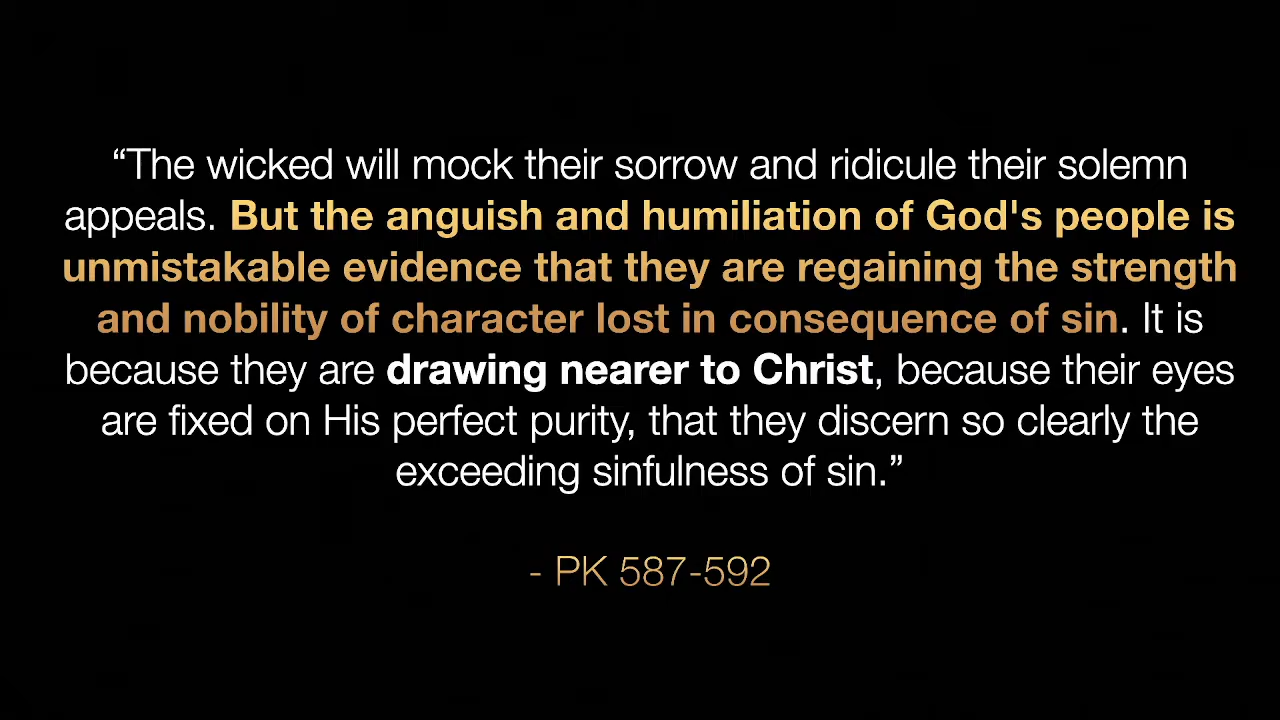 “The wicked will mock their sorrow and ridicule their solemn
appeals. But the anguish and humiliation of God's people is
unmistakable evidence that they are regaining the strength
and nobility of character lost in consequence of sin. It is
because they are drawing nearer to Christ, because their eyes
are fixed on His perfect purity, that they discern so clearly the
exceeding sinfulness of sin.”
- PK 587-592